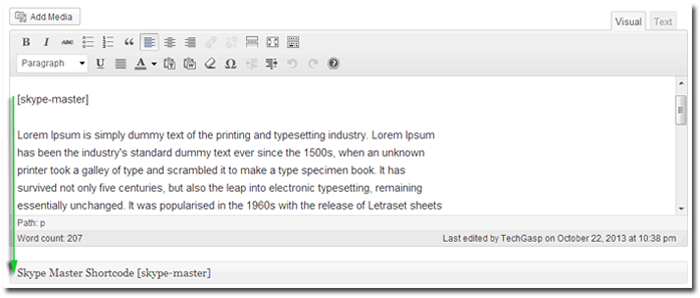 Add Media
Visual Text
B I ABC
Paragraph U A T W Ω
[skype-master]
Lorem Ipsum is simply dummy text of the printing and typesetting industry. Lorem Ipsum
has been the industry's standard dummy text ever since the 1500s, when an unknown
printer took a galley of type and scrambled it to make a type specimen book. It has
survived not only five centuries, but also the leap into electronic typesetting, remaining
essentially unchanged. It was popularised in the 1960s with the release of Letraset sheets
Path: p
Word count: 207 Last edited by TechGasp on October 22, 2013 at 10:38 pm
Skype Master Shortcode [skype-master]